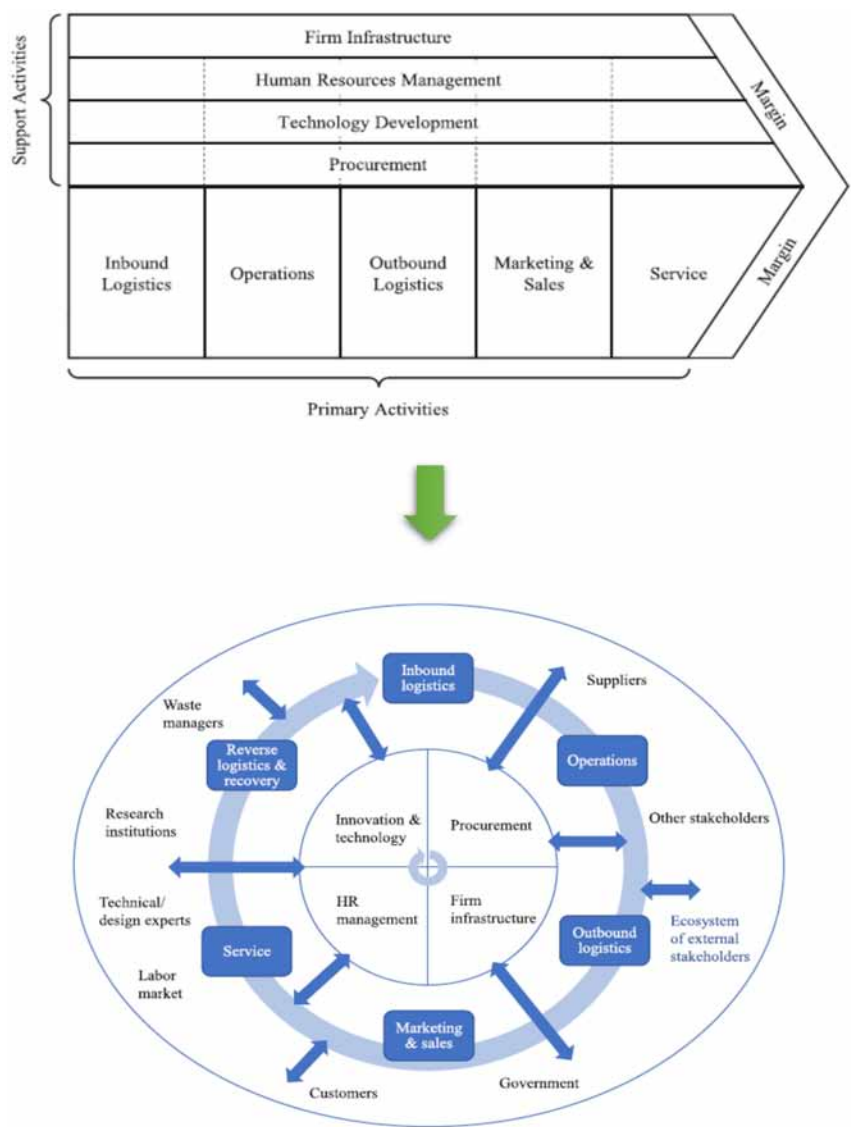 Support Activities
Firm Infrastructure
Human Resources Management
Technology Development
Procurement
Margin
Margin
Inbound
Logistics
Operations
Outbound
Logistics
Marketing &
Sales
Service
Primary Activities
Inbound
logistics
Suppliers
Waste
managers
Reverse
logistics &
recovery
Operations
Research
institutions
Innovation &
technology
Procurement
Other stakeholders
Technical/
design experts
HR
management
Firm
infrastructure
Outbound
logistics
Ecosystem
of external
stakeholders
Service
Labor
market
Marketing
& sales
Customers
Government